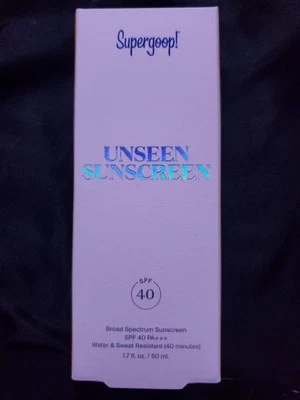 Supergoop!
UNSEEN
SUNSCREEN
SPF
40
Broad Spectrum Sunscreen
SPF 40 PA+++
Water & Sweat Resistant (40 minutes)
1.7 fl. oz. / 50 ml.